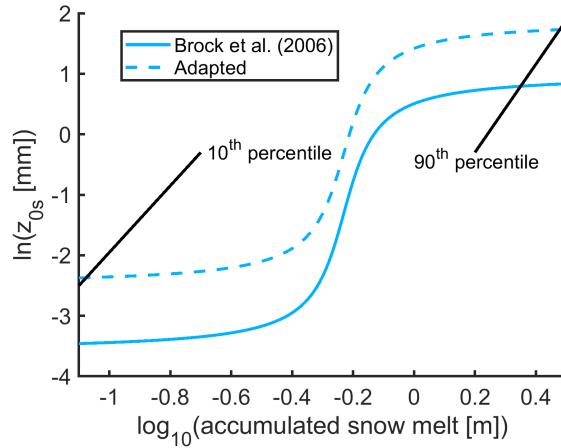 2
1
0
-1
-2
-3
-4
ln(z0s [mm])
Brock et al. (2006)
Adapted
10th percentile
90th percentile
-1 -0.8 -0.6 -0.4 -0.2 0 0.2 0.4
log10(accumulated snow melt [m])